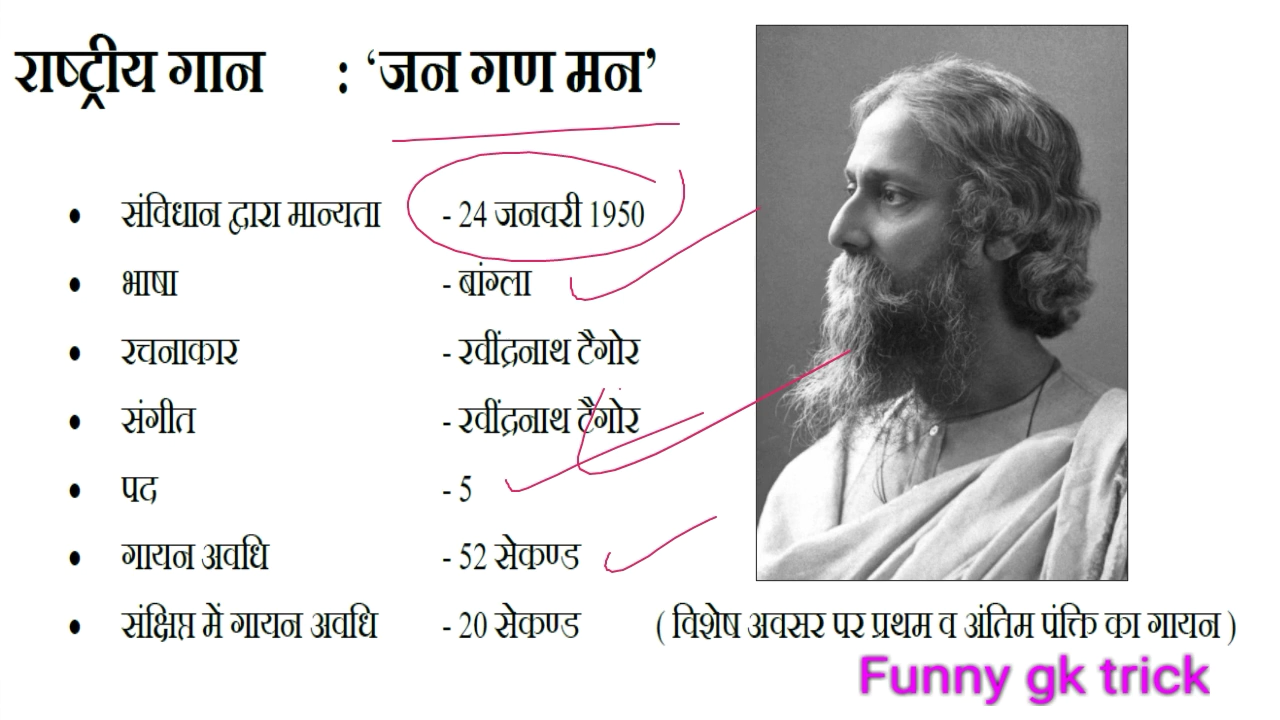 राष्ट्रीय गान : ‘जन गण मन’
• संविधान द्वारा मान्यता - 24 जनवरी 1950
• भाषा - बांग्ला
• रचनाकार - रवींद्रनाथ टैगोर
• संगीत - रवींद्रनाथ टैगोर
• पद - 5
• गायन अवधि - 52 सेकण्ड
• संक्षिप्त में गायन अवधि - 20 सेकण्ड ( विशेष अवसर पर प्रथम व अंतिम पंक्ति का गायन )
Funny gk trick